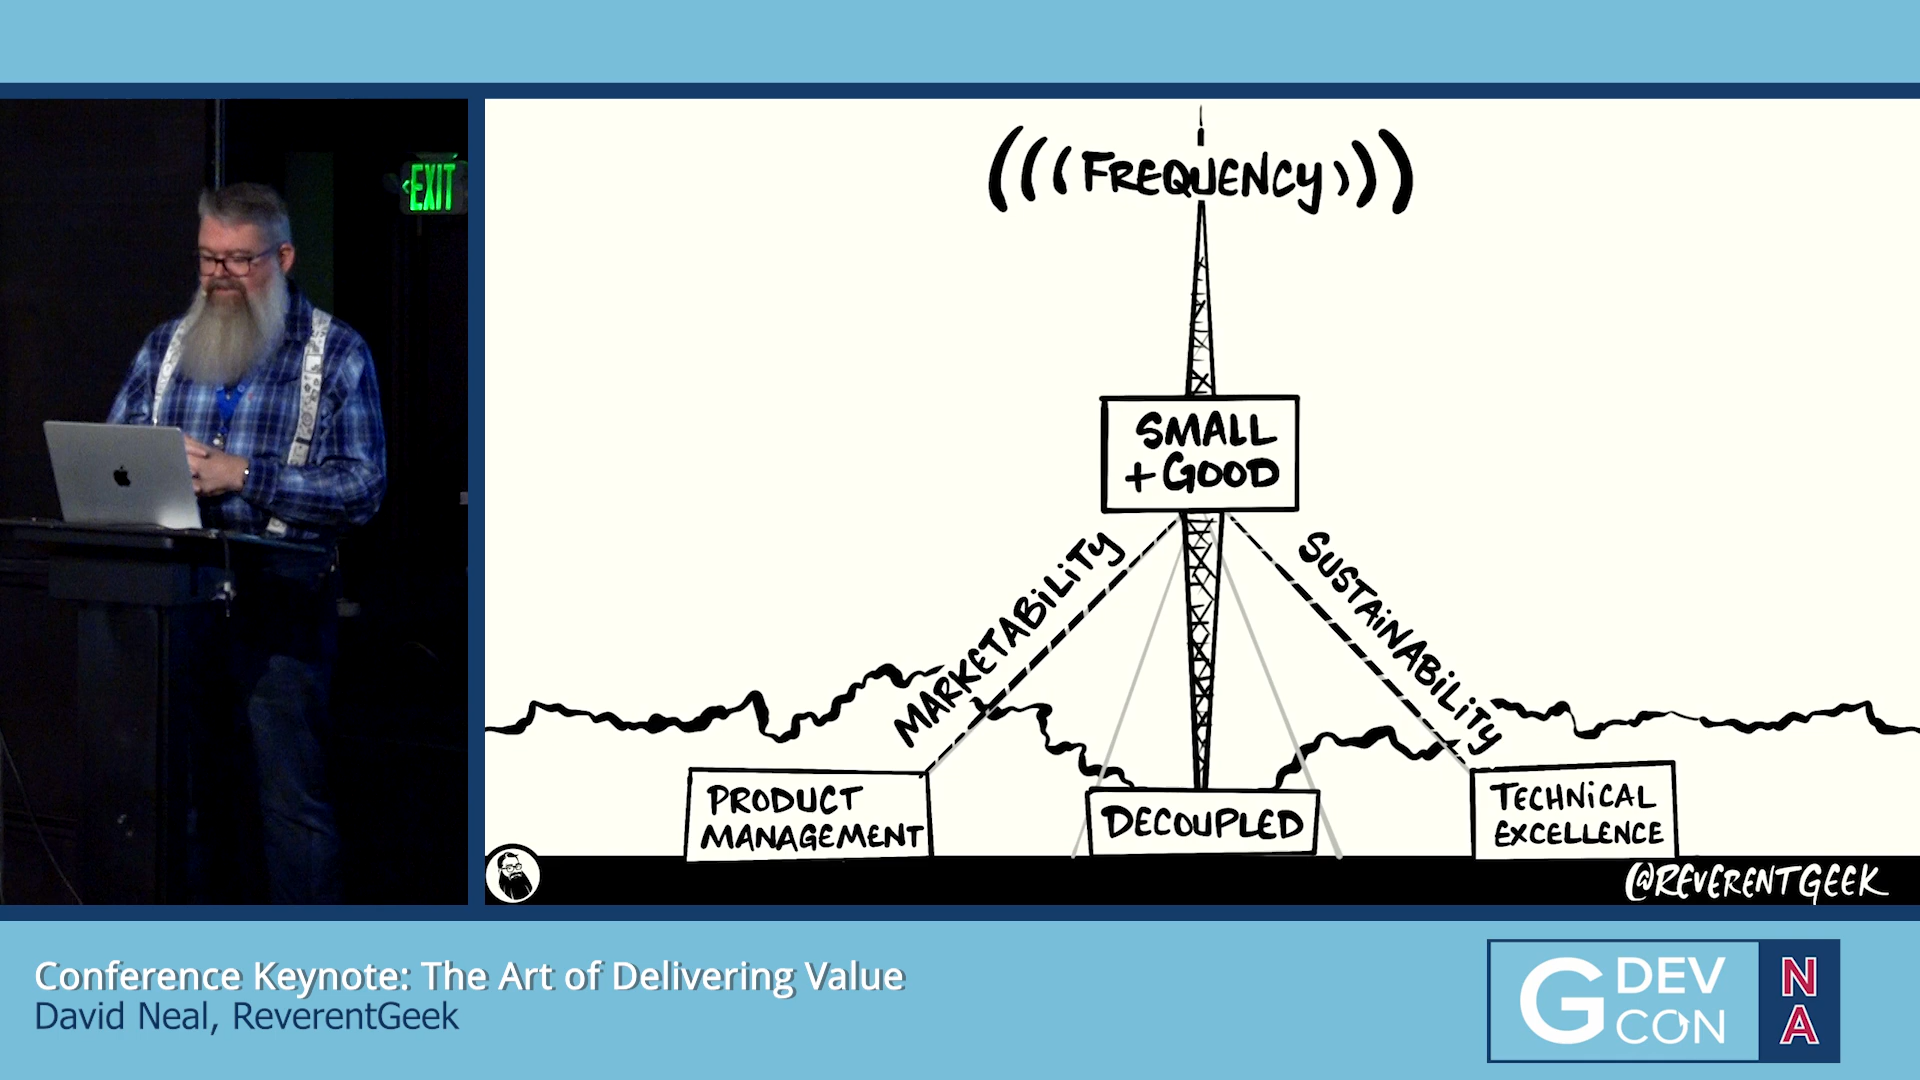 EXIT
(((FREQUENCY)))
SMALL
+GOOD
MARKETABiLiTY
SUSTAiNABiLiTY
PRODUCT
MANAGEMENT
DECOUPLED
TECHNiCAL
EXCELLENCE
@REVERENTGEEK
Conference Keynote: The Art of Delivering Value
David Neal, ReverentGeek
G DEV
CON
N
A